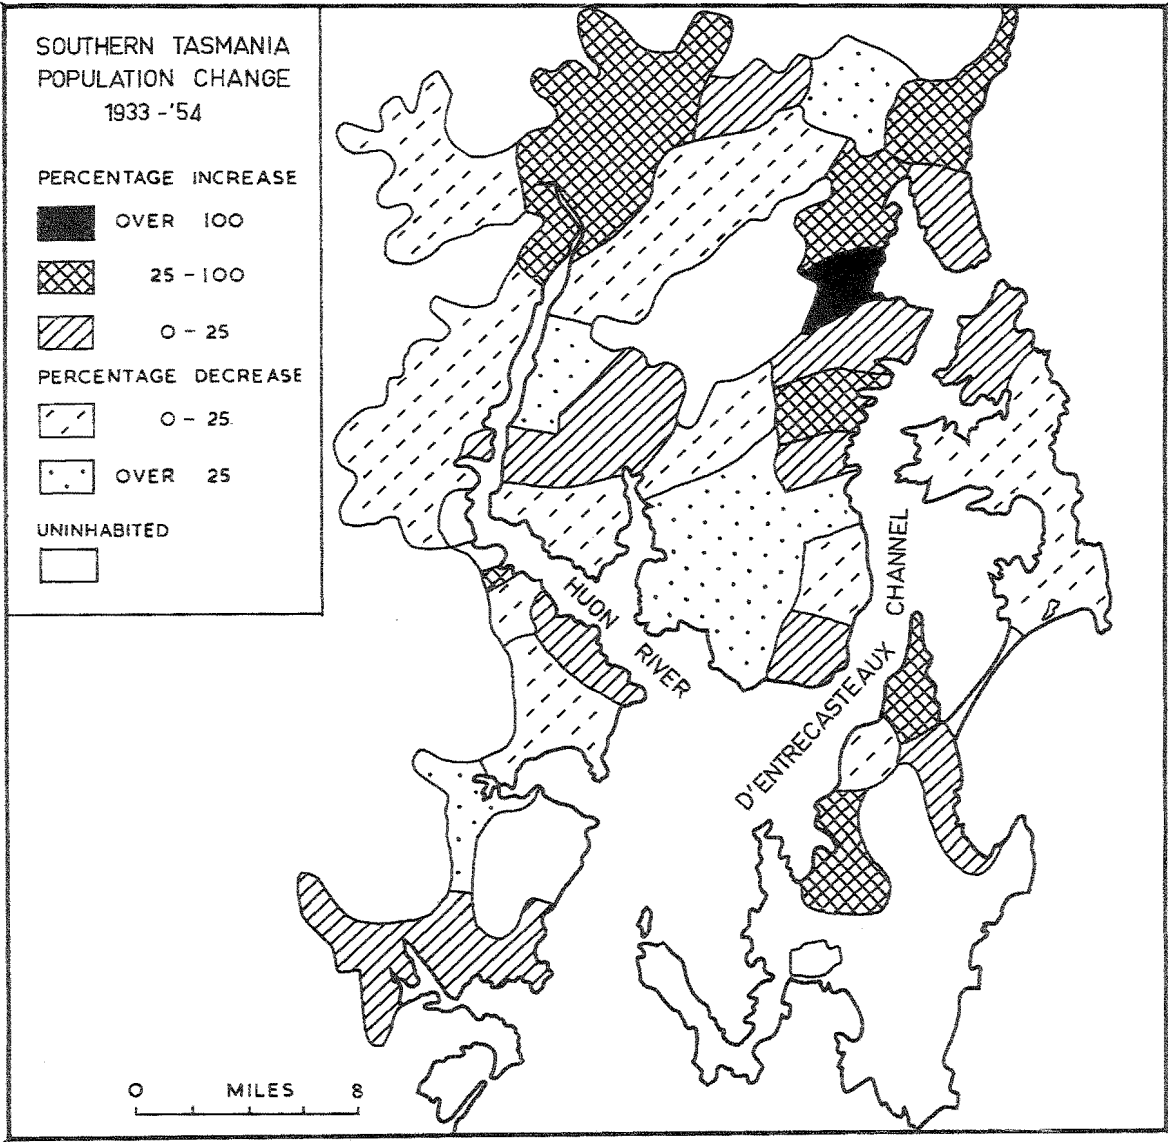 SOUTHERN TASMANIA
POPULATION CHANGE
1933 -'54
PERCENTAGE INCREASE
OVER 100
25 - 100
0 - 25
PERCENTAGE DECREASE
0 - 25
OVER 25
UNINHABITED
HUON
RIVER
D'ENTRECASTEAUX
CHANNEL
0 MILES 8